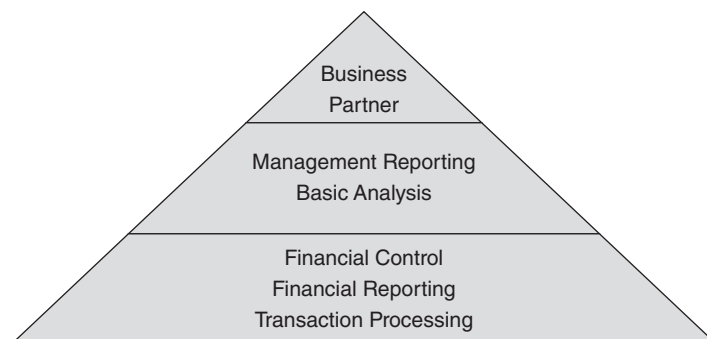 Business
Partner
Management Reporting
Basic Analysis
Financial Control
Financial Reporting
Transaction Processing